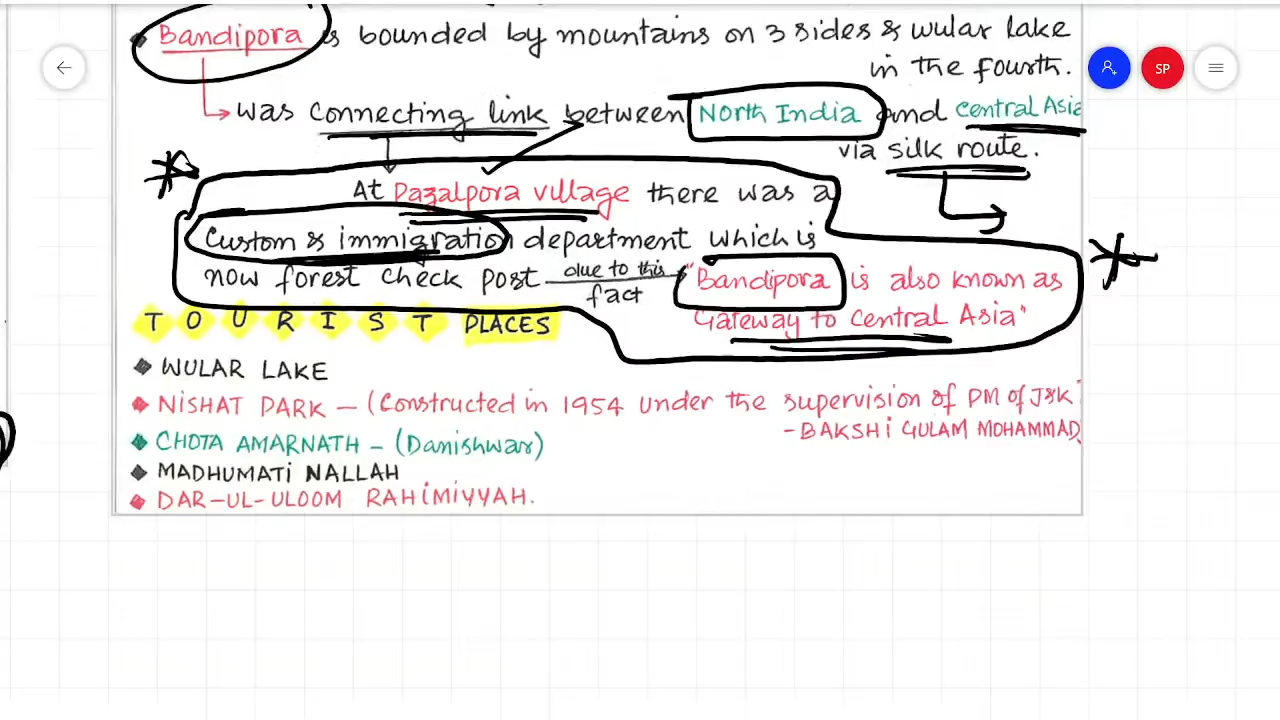 Bandipora is bounded by mountains on 3 sides & wular lake
in the fourth.
was connecting link between North India and Central Asia
via silk route.
At Pazalpora village there was a
Custom & immigration department which is
now forest check post due to this fact "Bandipora is also known as
Gateway to Central Asia"
TOURIST PLACES
WULAR LAKE
NISHAT PARK – (Constructed in 1954 under the supervision of PM of J&K
- BAKSHI GULAM MOHAMMAD
CHOTA AMARNATH – (Danishwar)
MADHUMATI NALLAH
DAR-UL-ULOOM RAHIMIYYAH.
SP